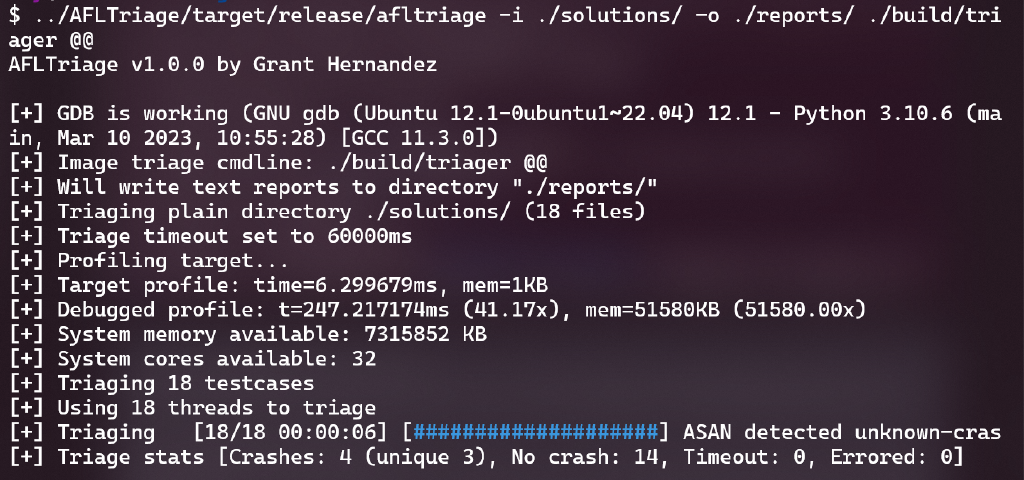 $ ../AFLTriage/target/release/afltriage -i ./solutions/ -o ./reports/ ./build/tri
ager @@
AFLTriage v1.0.0 by Grant Hernandez
[+] GDB is working (GNU gdb (Ubuntu 12.1-0ubuntu1~22.04) 12.1 - Python 3.10.6 (ma
in, Mar 10 2023, 10:55:28) [GCC 11.3.0])
[+] Image triage cmdline: ./build/triager @@
[+] Will write text reports to directory "./reports/"
[+] Triaging plain directory ./solutions/ (18 files)
[+] Triage timeout set to 60000ms
[+] Profiling target...
[+] Target profile: time=6.299679ms, mem=1KB
[+] Debugged profile: t=247.217174ms (41.17x), mem=51580KB (51580.00x)
[+] System memory available: 7315852 KB
[+] System cores available: 32
[+] Triaging 18 testcases
[+] Using 18 threads to triage
[+] Triaging   [18/18 00:00:06] [####################] ASAN detected unknown-cras
[+] Triage stats [Crashes: 4 (unique 3), No crash: 14, Timeout: 0, Errored: 0]